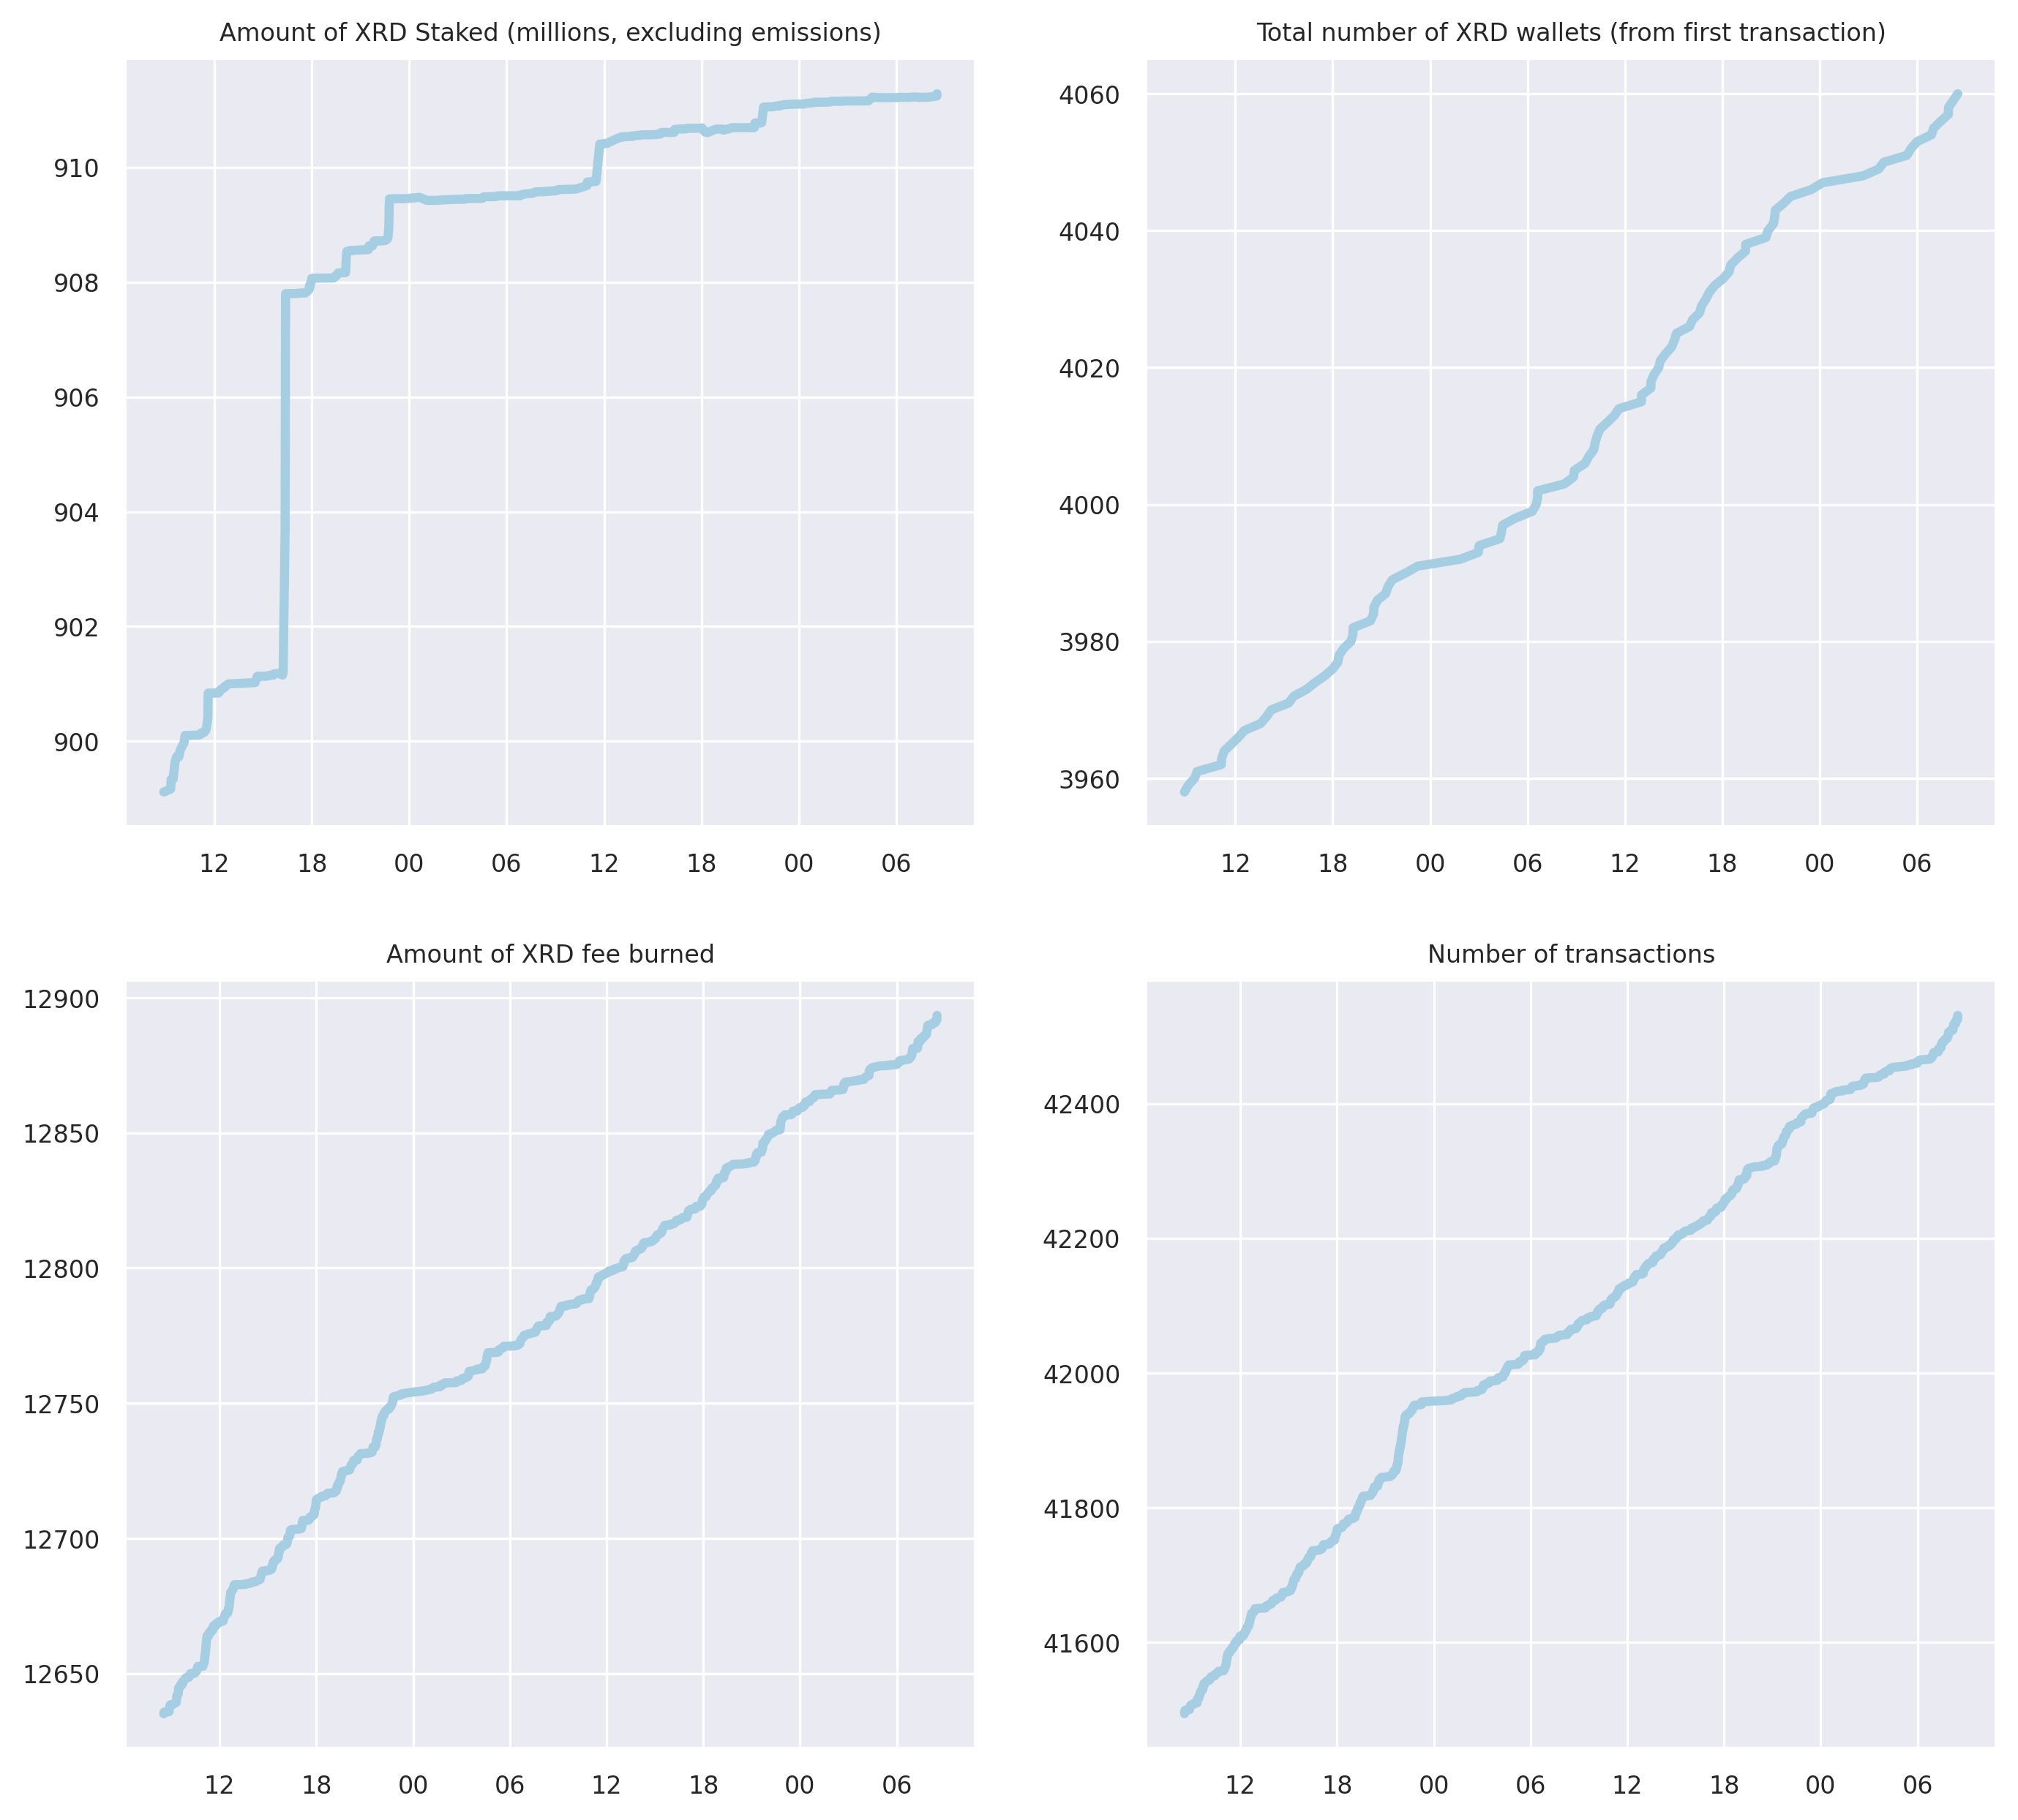 Amount of XRD Staked (millions, excluding emissions)
910
908
906
904
902
900
12 18 00 06 12 18 00 06
Total number of XRD wallets (from first transaction)
4060
4040
4020
4000
3980
3960
12 18 00 06 12 18 00 06
Amount of XRD fee burned
12900
12850
12800
12750
12700
12650
12 18 00 06 12 18 00 06
Number of transactions
42400
42200
42000
41800
41600
12 18 00 06 12 18 00 06